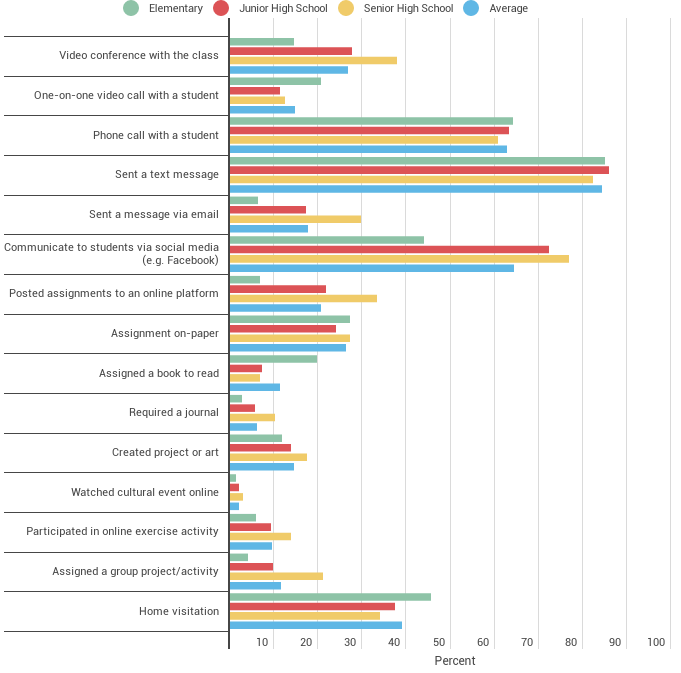 Elementary Junior High School Senior High School Average
Video conference with the class
One-on-one video call with a student
Phone call with a student
Sent a text message
Sent a message via email
Communicate to students via social media
(e.g. Facebook)
Posted assignments to an online platform
Assignment on-paper
Assigned a book to read
Required a journal
Created project or art
Watched cultural event online
Participated in online exercise activity
Assigned a group project/activity
Home visitation
10 20 30 40 50 60 70 80 90 100
Percent